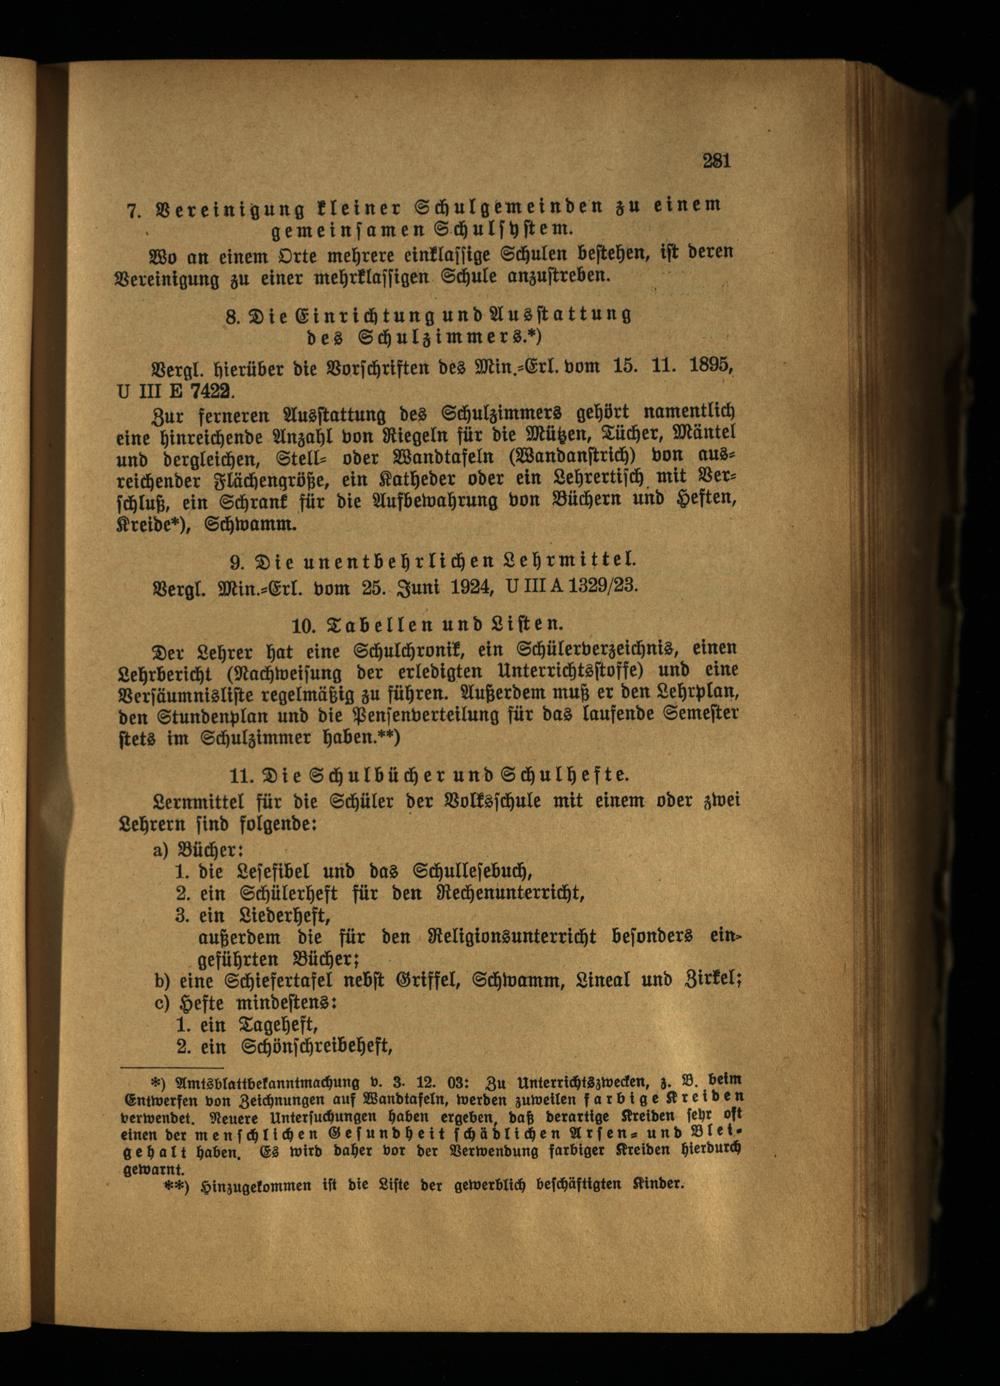 281
7. Vereinigung kleiner Schulgemeinden zu einem
gemeinsamen Schulsystem.
Wo an einem Orte mehrere einklassige Schulen bestehen, ist deren
Vereinigung zu einer mehrklassigen Schule anzustreben.
8. Die Einrichtung und Ausstattung
des Schulzimmers.*)
Vergl. hierüber die Vorschriften des Min.-Erl. vom 15. 11. 1895,
U III E 7422.
Zur ferneren Ausstattung des Schulzimmers gehört namentlich
eine hinreichende Anzahl von Riegeln für die Mützen, Tücher, Mäntel
und dergleichen, Stell- oder Wandtafeln (Wandanstrich) von aus-
reichender Flächengröße, ein Katheder oder ein Lehrertisch mit Ver-
schluß, ein Schrank für die Aufbewahrung von Büchern und Heften,
Kreide*), Schwamm.
9. Die unentbehrlichen Lehrmittel.
Vergl. Min.-Erl. vom 25. Juni 1924, U III A 1329/23.
10. Tabellen und Listen.
Der Lehrer hat eine Schulchronik, ein Schülerverzeichnis, einen
Lehrbericht (Nachweisung der erledigten Unterrichtsstoffe) und eine
Versäumnisliste regelmäßig zu führen. Außerdem muß er den Lehrplan,
den Stundenplan und die Pensenverteilung für das laufende Semester
stets im Schulzimmer haben.**)
11. Die Schulbücher und Schulhefte.
Lernmittel für die Schüler der Volksschule mit einem oder zwei
Lehrern sind folgende:
a) Bücher:
1. die Lesefibel und das Schullesebuch,
2. ein Schülerheft für den Rechenunterricht,
3. ein Liederheft,
außerdem die für den Religionsunterricht besonders ein-
geführten Bücher;
b) eine Schiefertafel nebst Griffel, Schwamm, Lineal und Zirkel;
c) Hefte mindestens:
1. ein Tageheft,
2. ein Schönschreibeheft,
*) Amtsblattbekanntmachung v. 3. 12. 03: Zu Unterrichtszwecken, z. B. beim
Entwerfen von Zeichnungen auf Wandtafeln, werden zuweilen farbige Kreiden
verwendet. Neuere Untersuchungen haben ergeben, daß derartige Kreiden sehr oft
einen der menschlichen Gesundheit schädlichen Arsen- und Blei-
gehalt haben. Es wird daher vor der Verwendung farbiger Kreiden hierdurch
gewarnt.
**) Hinzugekommen ist die Liste der gewerblich beschäftigten Kinder.